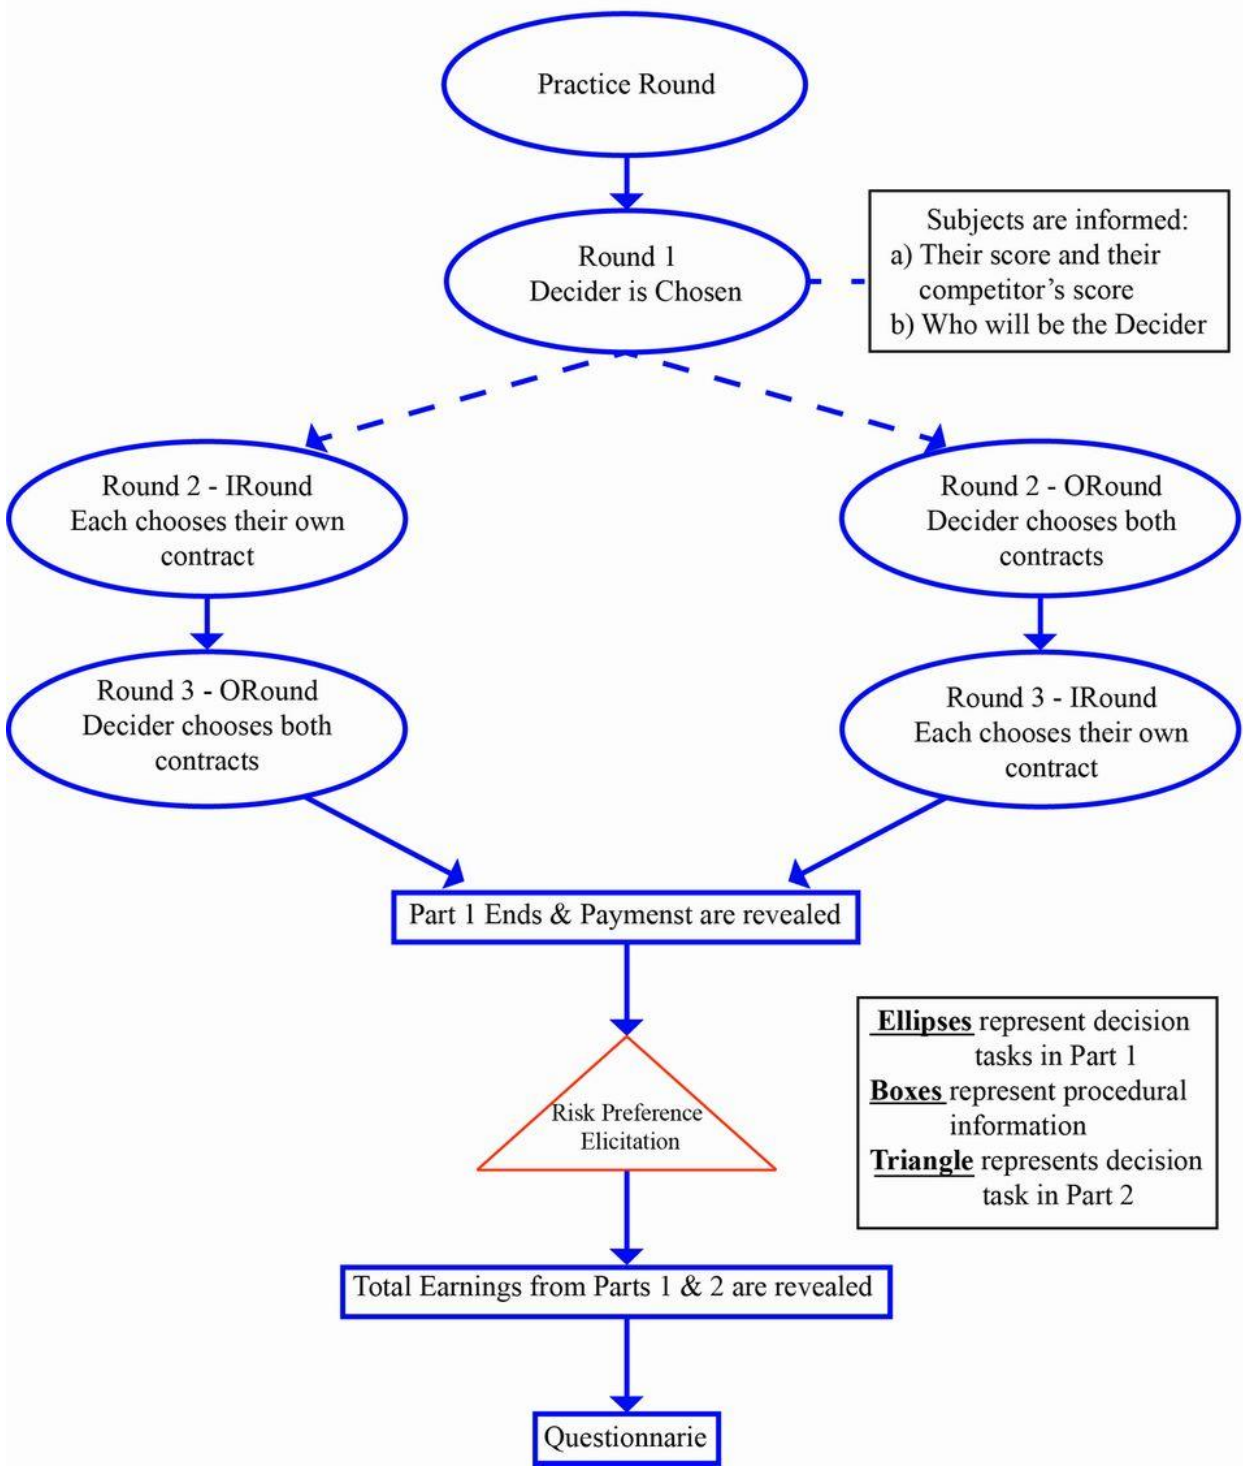 Practice Round
Round 1
Decider is Chosen
Subjects are informed:
a) Their score and their
competitor’s score
b) Who will be the Decider
Round 2 - IRound
Each chooses their own
contract
Round 2 - ORound
Decider chooses both
contracts
Round 3 - ORound
Decider chooses both
contracts
Round 3 - IRound
Each chooses their own
contract
Part 1 Ends & Paymenst are revealed
Ellipses represent decision
tasks in Part 1
Boxes represent procedural
information
Triangle represents decision
task in Part 2
Risk Preference
Elicitation
Total Earnings from Parts 1 & 2 are revealed
Questionnarie